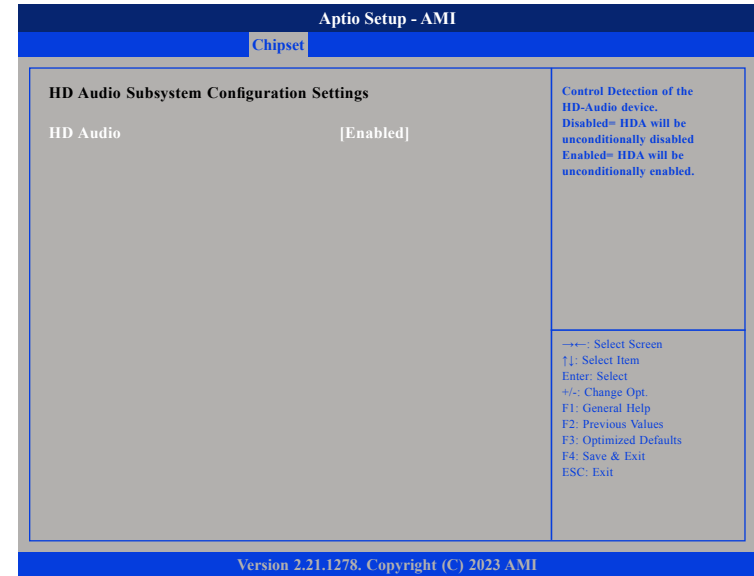 Aptio Setup - AMI
Chipset
HD Audio Subsystem Configuration Settings
HD Audio [Enabled]
Control Detection of the
HD-Audio device.
Disabled= HDA will be
unconditionally disabled
Enabled= HDA will be
unconditionally enabled.
→←: Select Screen
↑↓: Select Item
Enter: Select
+/-: Change Opt.
F1: General Help
F2: Previous Values
F3: Optimized Defaults
F4: Save & Exit
ESC: Exit
Version 2.21.1278. Copyright (C) 2023 AMI